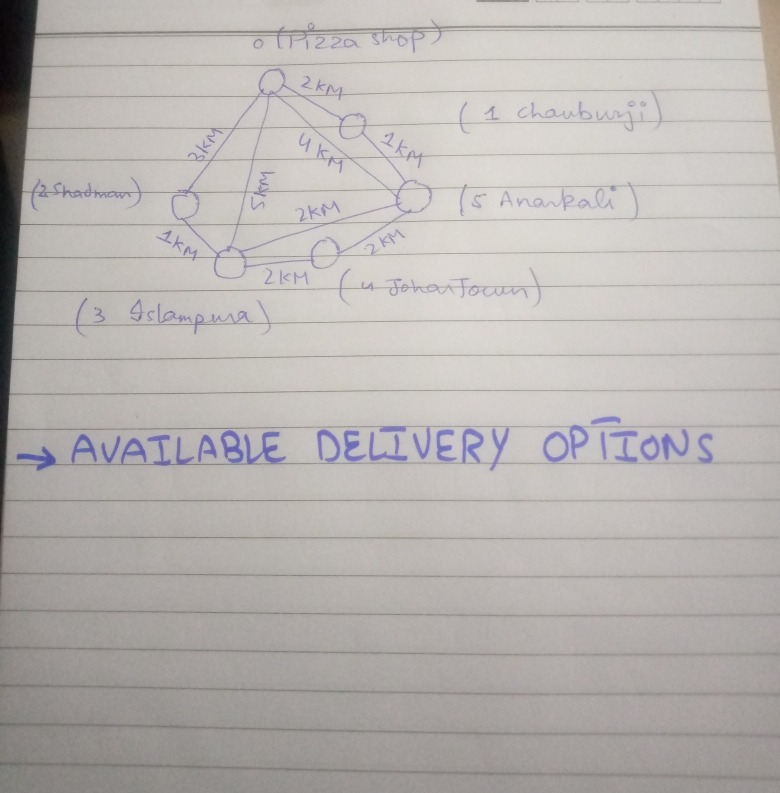 0 (Pizza shop)
2KM
(1 chauburji)
3KM
4KM
1KM
(2 Shadman)
5KM
2KM
(5 Anarkali)
1KM
2KM
2KM
(4 JoharTown)
(3 Islampura)
→ AVAILABLE DELIVERY OPTIONS